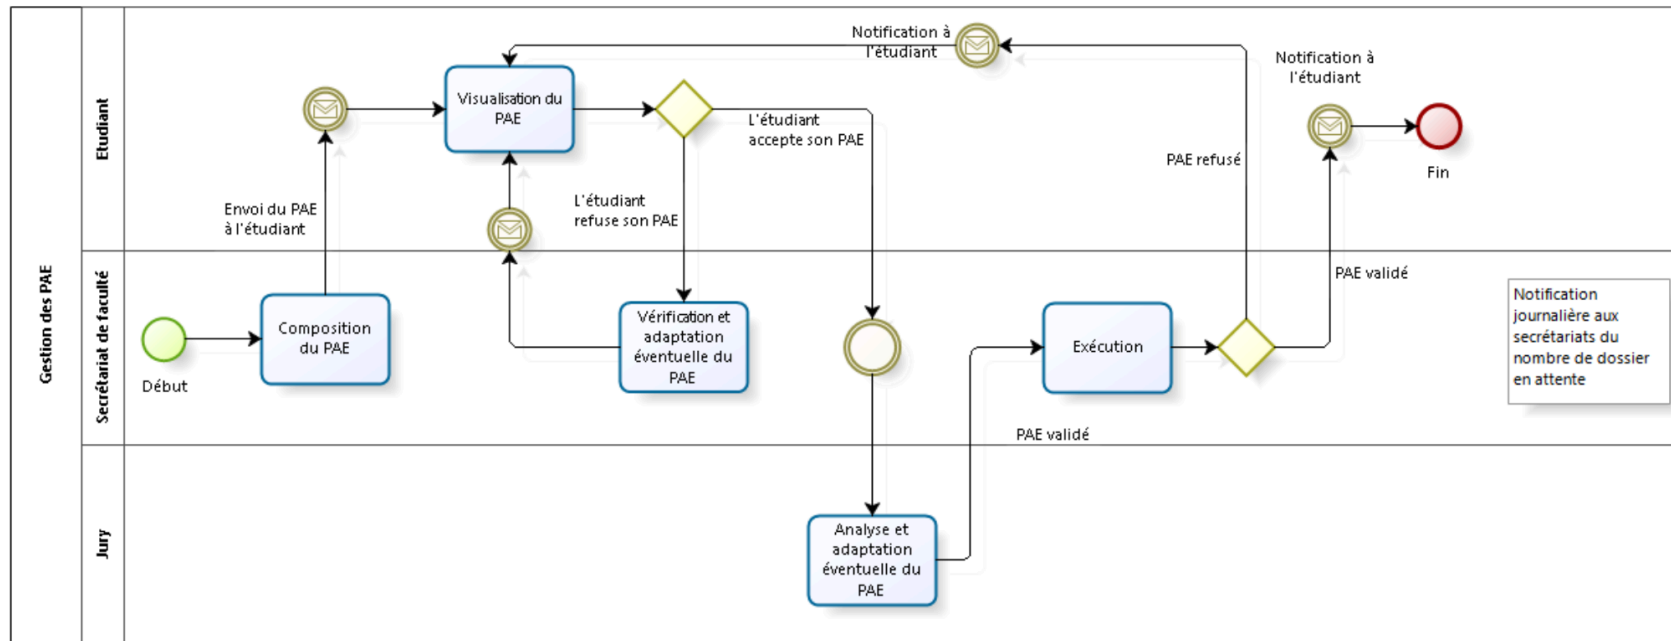 Gestion des PAE
Etudiant
Notification à
l'étudiant
Notification à
l'étudiant
Visualisation du
PAE
L'étudiant
accepte son PAE
PAE refusé
Fin
Envoi du PAE
à l'étudiant
L'étudiant
refuse son PAE
Secrétariat de faculté
PAE validé
Début
Composition
du PAE
Vérification et
adaptation
éventuelle du
PAE
Exécution
Notification
journalière aux
secrétariats du
nombre de dossier
en attente
PAE validé
Jury
Analyse et
adaptation
éventuelle du
PAE